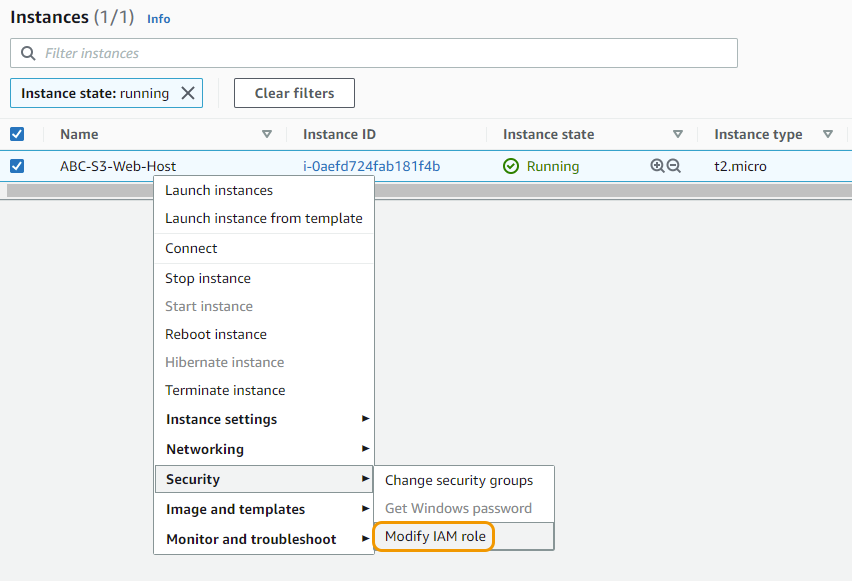 Instances (1/1) Info
Filter instances
Instance state: running
Clear filters
Name Instance ID Instance state Instance type
ABC-S3-Web-Host i-0aefd724fab181f4b Running t2.micro
Launch instances
Launch instance from template
Connect
Stop instance
Start instance
Reboot instance
Hibernate instance
Terminate instance
Instance settings
Networking
Security
Image and templates
Monitor and troubleshoot
Change security groups
Get Windows password
Modify IAM role